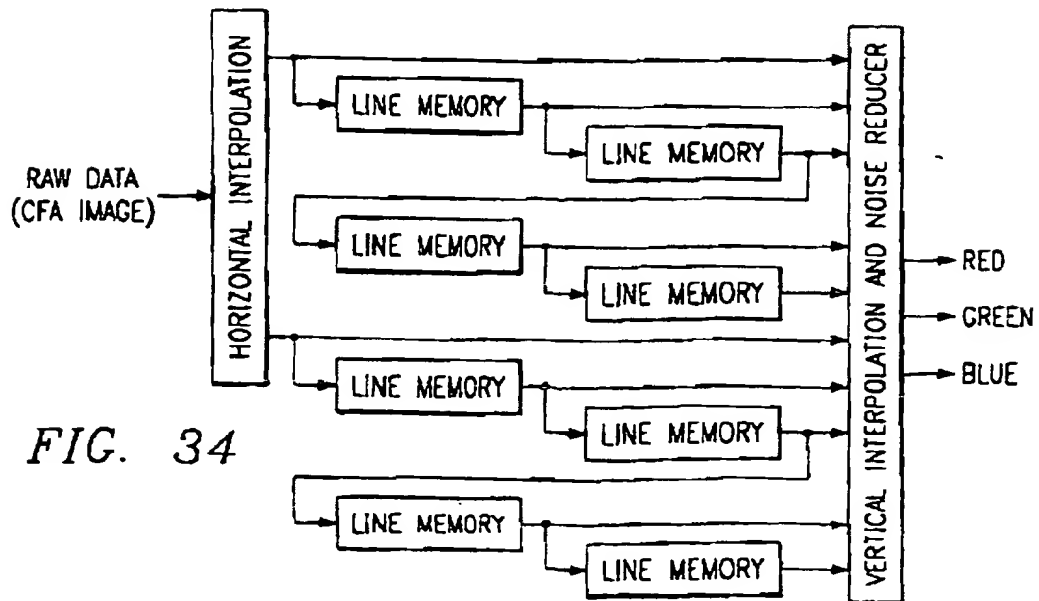 RAW DATA
(CFA IMAGE)
HORIZONTAL INTERPOLATION
LINE MEMORY
LINE MEMORY
LINE MEMORY
LINE MEMORY
LINE MEMORY
LINE MEMORY
LINE MEMORY
LINE MEMORY
VERTICAL INTERPOLATION AND NOISE REDUCER
RED
GREEN
BLUE
FIG. 34